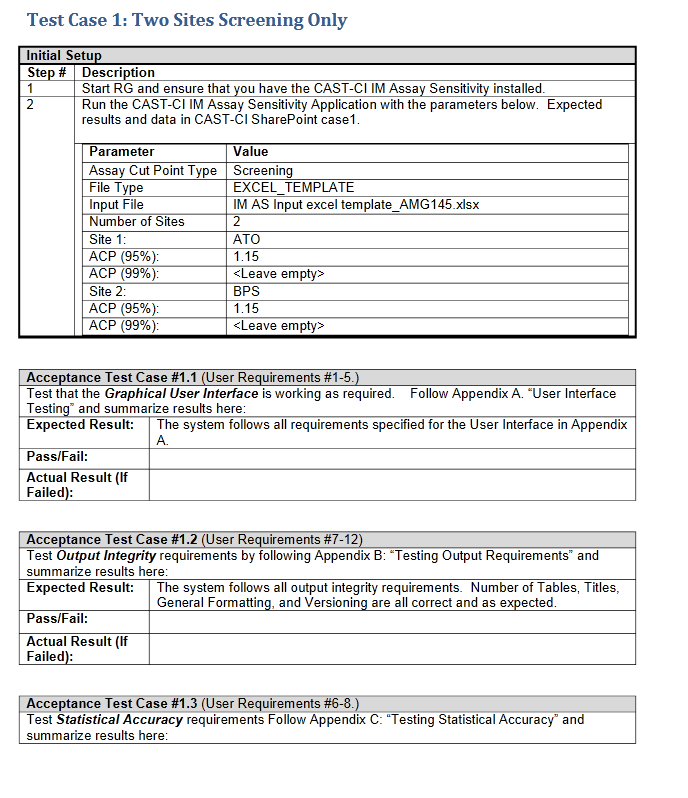 Test Case 1: Two Sites Screening Only
Initial Setup
Step # Description
1 Start RG and ensure that you have the CAST-CI IM Assay Sensitivity installed.
2 Run the CAST-CI IM Assay Sensitivity Application with the parameters below. Expected
results and data in CAST-CI SharePoint case1.
Parameter Value
Assay Cut Point Type Screening
File Type EXCEL_TEMPLATE
Input File IM AS Input excel template_AMG145.xlsx
Number of Sites 2
Site 1: ATO
ACP (95%): 1.15
ACP (99%): <Leave empty>
Site 2: BPS
ACP (95%): 1.15
ACP (99%): <Leave empty>
Acceptance Test Case #1.1 (User Requirements #1-5.)
Test that the Graphical User Interface is working as required. Follow Appendix A. “User Interface
Testing” and summarize results here:
Expected Result: The system follows all requirements specified for the User Interface in Appendix
A.
Pass/Fail:
Actual Result (If
Failed):
Acceptance Test Case #1.2 (User Requirements #7-12)
Test Output Integrity requirements by following Appendix B: “Testing Output Requirements” and
summarize results here:
Expected Result: The system follows all output integrity requirements. Number of Tables, Titles,
General Formatting, and Versioning are all correct and as expected.
Pass/Fail:
Actual Result (If
Failed):
Acceptance Test Case #1.3 (User Requirements #6-8.)
Test Statistical Accuracy requirements Follow Appendix C: “Testing Statistical Accuracy” and
summarize results here: